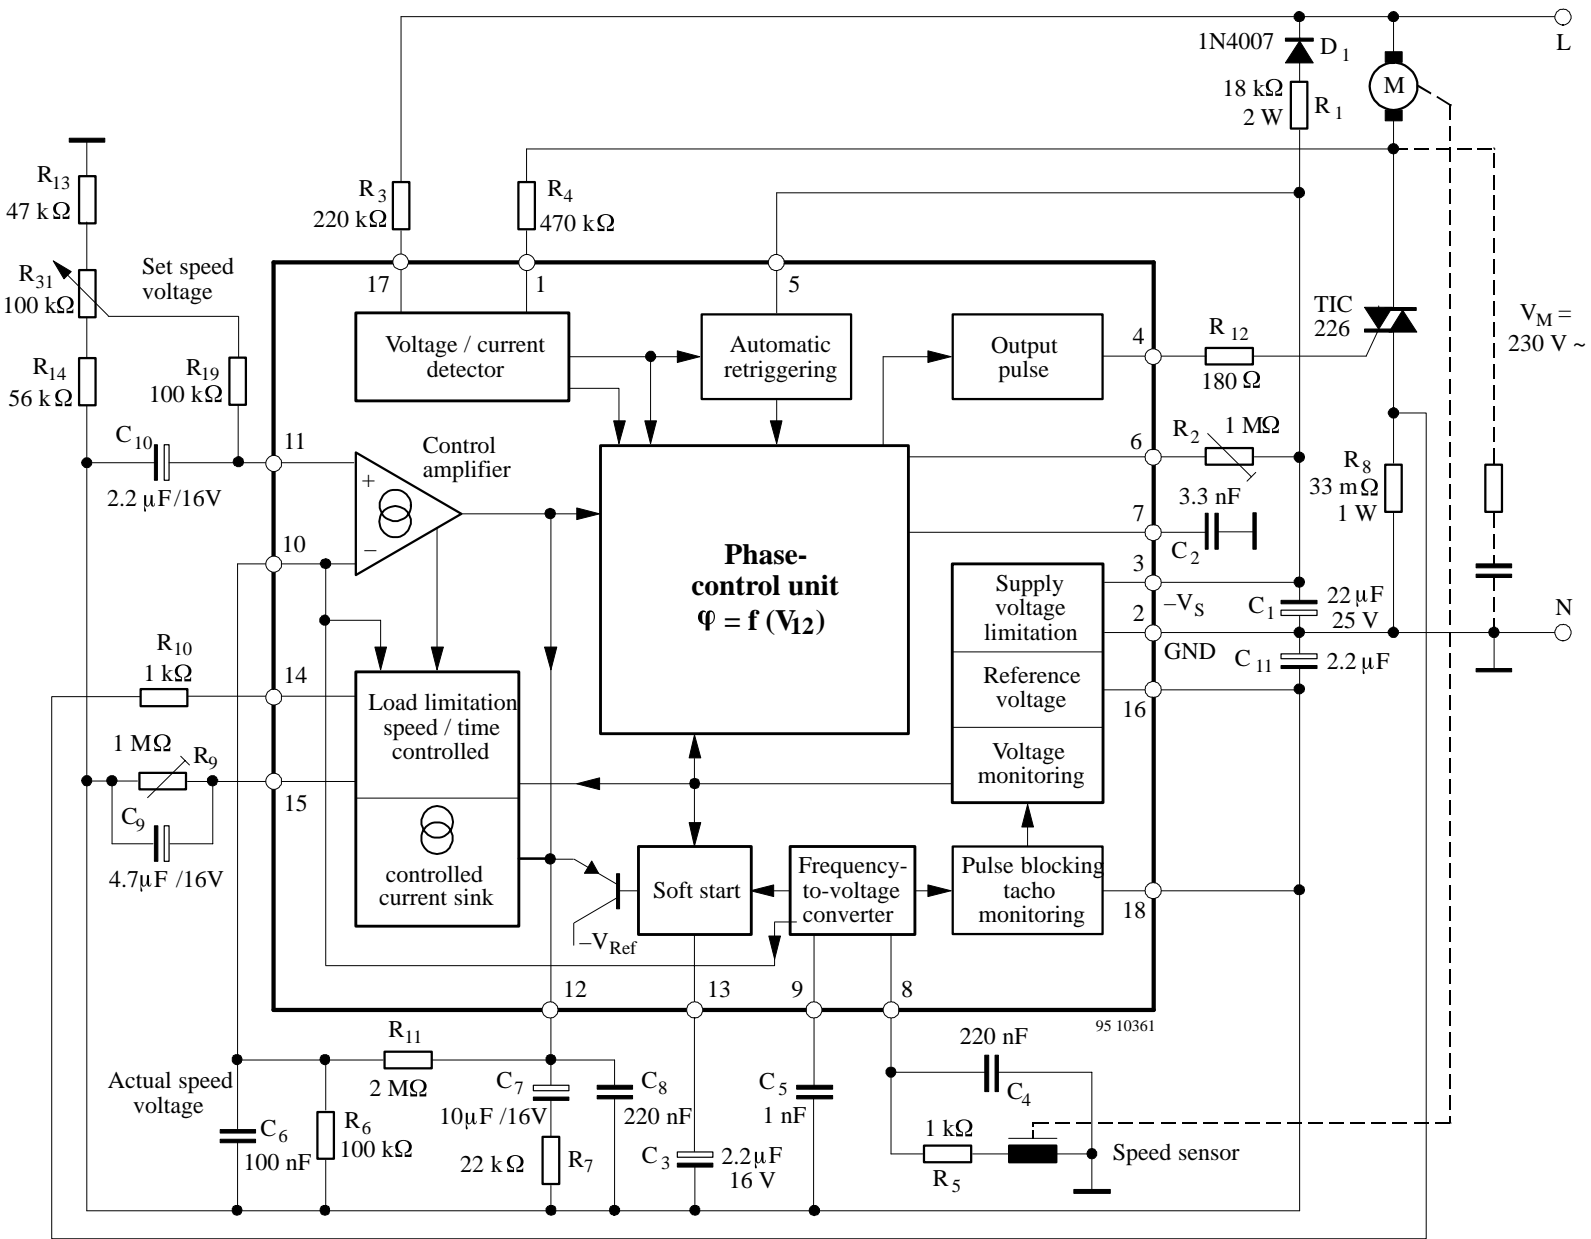 L
1N4007
D1
18 kΩ
2 W
R1
M
R13
47 kΩ
R3
220 kΩ
R4
470 kΩ
R31
100 kΩ
Set speed
voltage
17
1
5
R14
56 kΩ
R19
100 kΩ
Voltage / current
detector
Automatic
retriggering
Output
pulse
4
R12
180 Ω
TIC
226
VM =
230 V ~
C10
2.2 µF/16V
11
Control
amplifier
+
–
10
6
R2
1 MΩ
R8
33 mΩ
1 W
3.3 nF
7
C2
Phase-
control unit
φ = f (V12)
3
–VS
2
GND
Supply
voltage
limitation
Reference
voltage
Voltage
monitoring
C1
22 µF
25 V
N
C11
2.2 µF
16
R10
1 kΩ
14
Load limitation
speed / time
controlled
1 MΩ
R9
15
C9
4.7µF /16V
controlled
current sink
–VRef
Soft start
Frequency-
to-voltage
converter
Pulse blocking
tacho
monitoring
18
12
13
9
8
95 10361
R11
2 MΩ
Actual speed
voltage
C6
100 nF
R6
100 kΩ
C7
10µF /16V
C8
220 nF
22 kΩ
R7
C3
2.2µF
16 V
C5
1 nF
220 nF
C4
1 kΩ
R5
Speed sensor